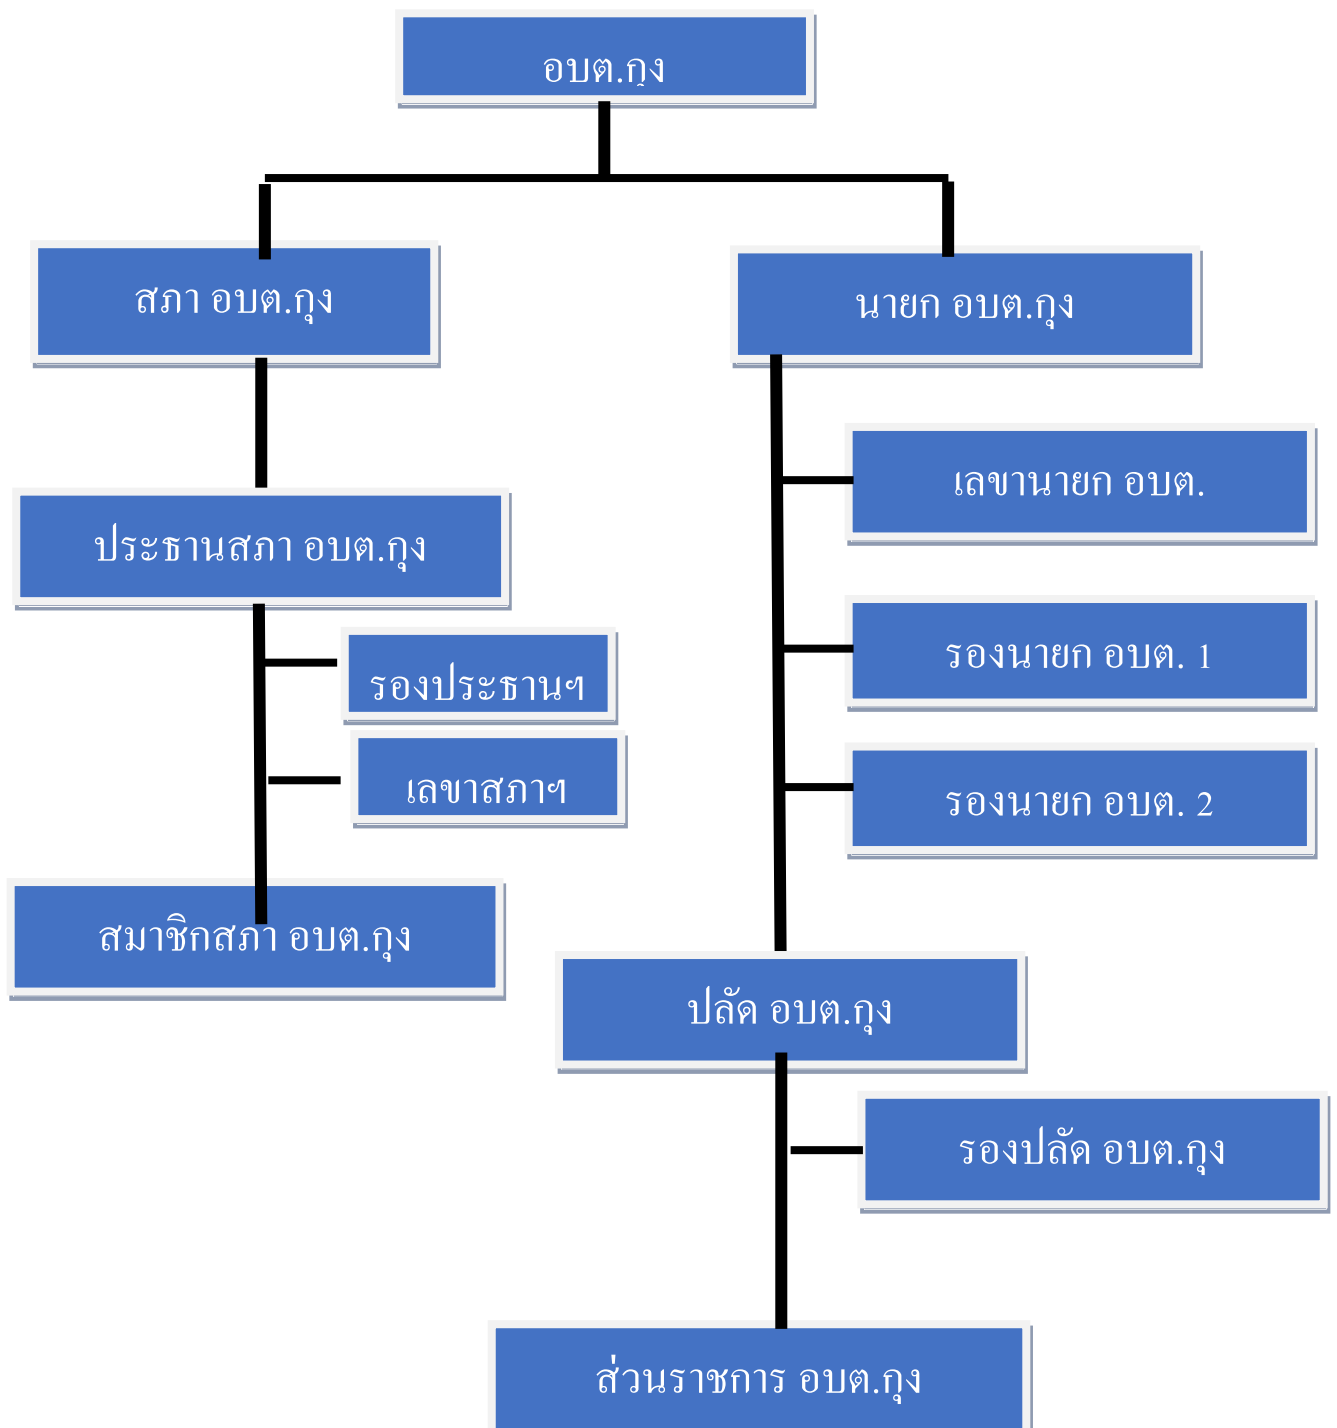 อบต.กุง
สภา อบต.กุง
นายก อบต.กุง
เลขานายก อบต.
ประธานสภา อบต.กุง
รองนายก อบต. 1
รองประธานฯ
เลขาสภาฯ
รองนายก อบต. 2
สมาชิกสภา อบต.กุง
ปลัด อบต.กุง
รองปลัด อบต.กุง
ส่วนราชการ อบต.กุง